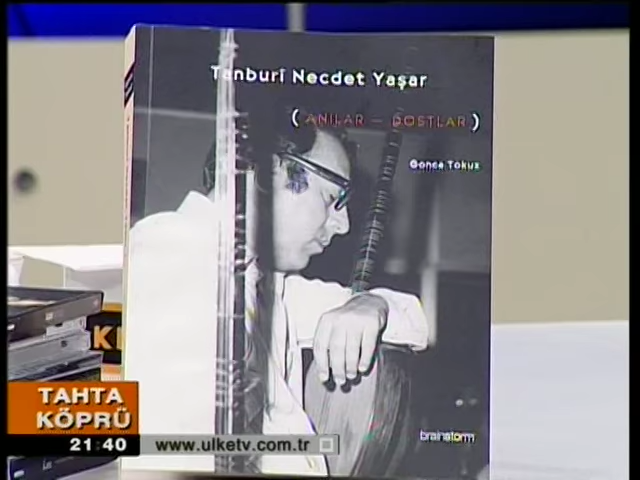 Tanburî Necdet Yaşar
( ANILAR – DOSTLAR )
Gonca Tokuz
brainstorm
TAHTA
KÖPRÜ
21:40
www.ulketv.com.tr